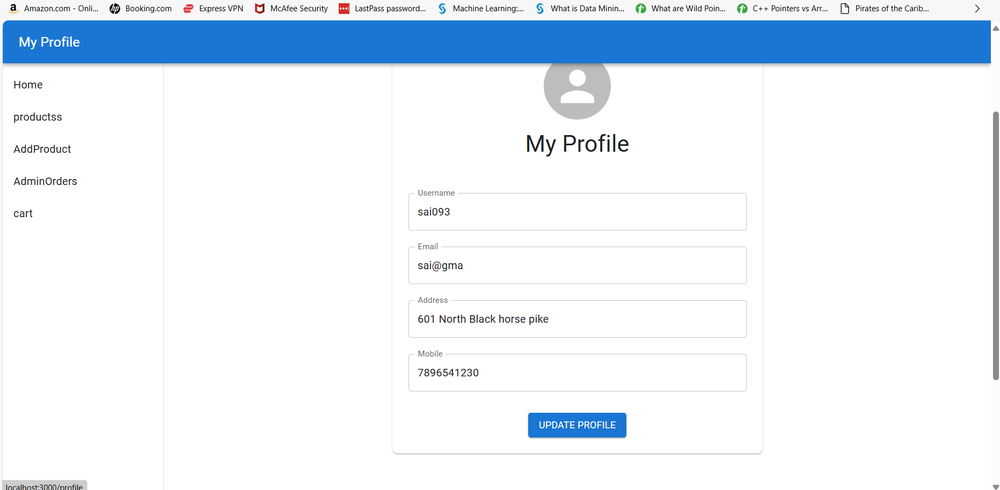 Amazon.com - Onli... Booking.com Express VPN McAfee Security LastPass password... Machine Learning:... What is Data Minin... What are Wild Poin... C++ Pointers vs Arr... Pirates of the Carib...
My Profile
Home
productss
AddProduct
AdminOrders
cart
My Profile
Username
sai093
Email
sai@gma
Address
601 North Black horse pike
Mobile
7896541230
UPDATE PROFILE
localhost:3000/profile